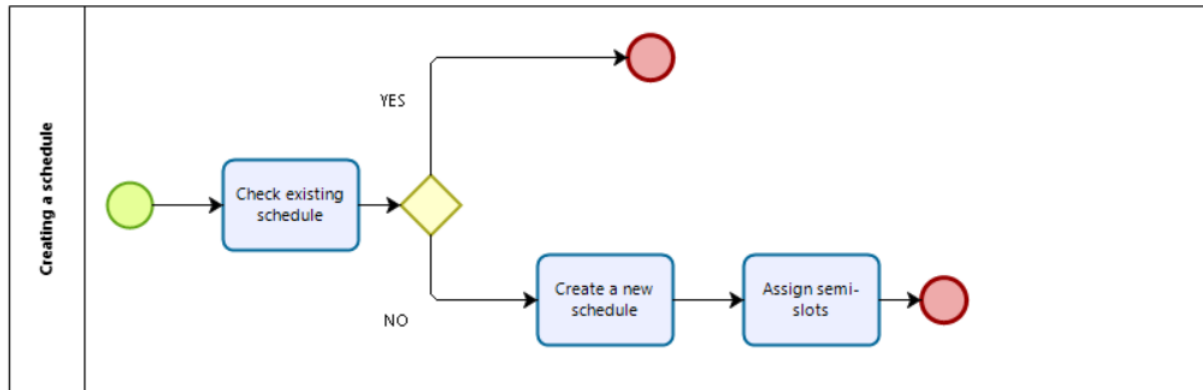 Creating a schedule
YES
Check existing
schedule
Create a new
schedule
Assign semi-
slots
NO